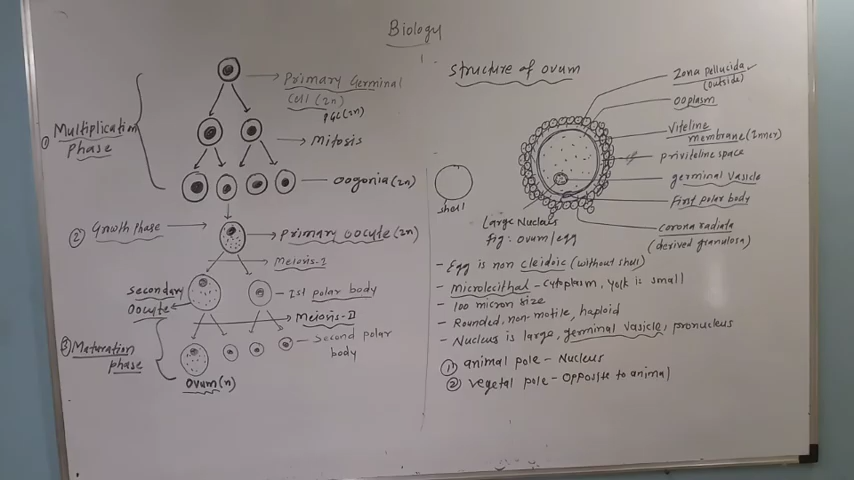 Biology
Primary Germinal
Cell (2n)
PGC(2n)
① Multiplication
Phase
Mitosis
oogonia (2n)
② Growth Phase
Primary oocyte (2n)
Meiosis-I
Secondary
Oocyte
1st polar body
Meiosis-II
③ Maturation
phase
Second polar
body
Ovum (n)
Structure of ovum
Zona pellucida
(outside)
ooplasm
Viteline
membrane (Inner)
priviteline space
germinal vasicle
First polar body
corona radiata
(derived granulosa)
shell
Large Nucleus
Fig: ovum/egg
- Egg is non cleidoic (without shell)
- Microlecithal - cytoplasm, yolk is small
- 100 micron size
- Rounded, non-motile, haploid
- Nucleus is large, germinal vasicle, pronucleus
① animal pole - Nucleus
② vegetal pole - opposite to animal